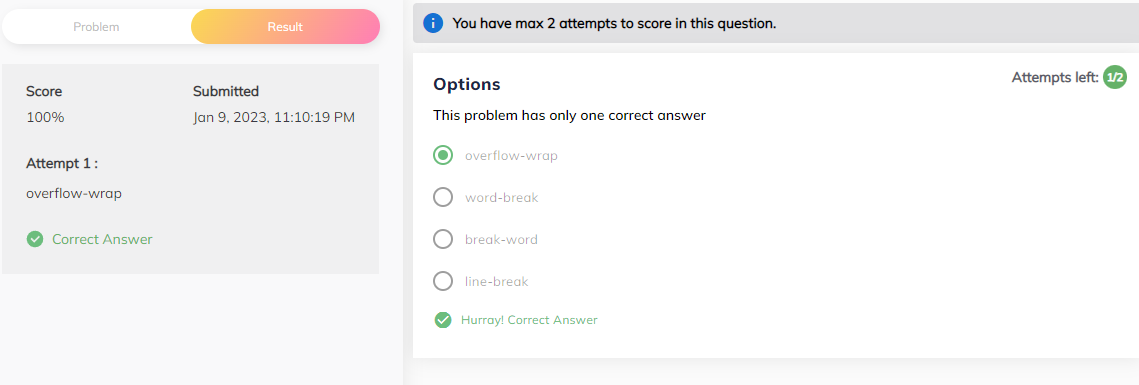 Problem
Result
Score
Submitted
100%
Jan 9, 2023, 11:10:19 PM
Attempt 1 :
overflow-wrap
Correct Answer
You have max 2 attempts to score in this question.
Options
Attempts left: 1/2
This problem has only one correct answer
overflow-wrap
word-break
break-word
line-break
Hurray! Correct Answer